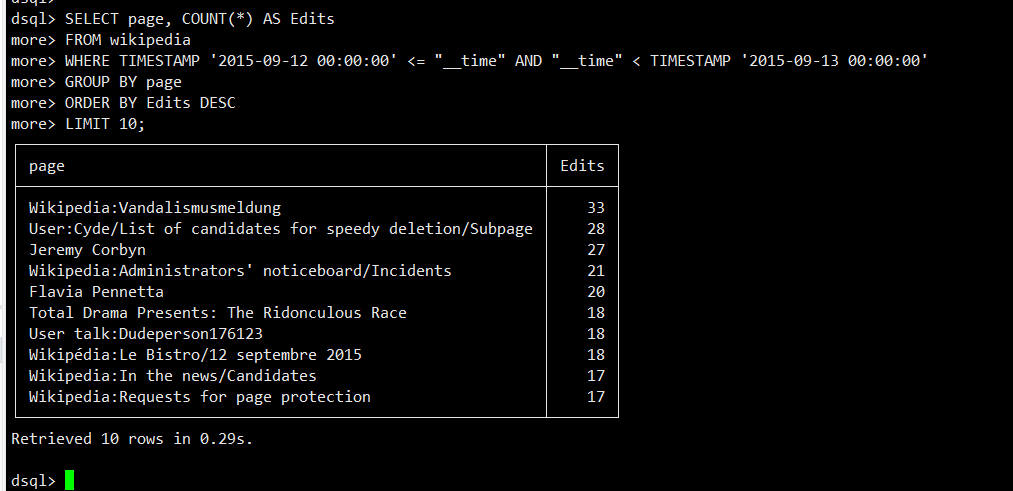 dsql>
dsql> SELECT page, COUNT(*) AS Edits
more> FROM wikipedia
more> WHERE TIMESTAMP '2015-09-12 00:00:00' <= "__time" AND "__time" < TIMESTAMP '2015-09-13 00:00:00'
more> GROUP BY page
more> ORDER BY Edits DESC
more> LIMIT 10;
page Edits
Wikipedia:Vandalismusmeldung 33
User:Cyde/List of candidates for speedy deletion/Subpage 28
Jeremy Corbyn 27
Wikipedia:Administrators' noticeboard/Incidents 21
Flavia Pennetta 20
Total Drama Presents: The Ridonculous Race 18
User talk:Dudeperson176123 18
Wikipédia:Le Bistro/12 septembre 2015 18
Wikipedia:In the news/Candidates 17
Wikipedia:Requests for page protection 17
Retrieved 10 rows in 0.29s.
dsql>